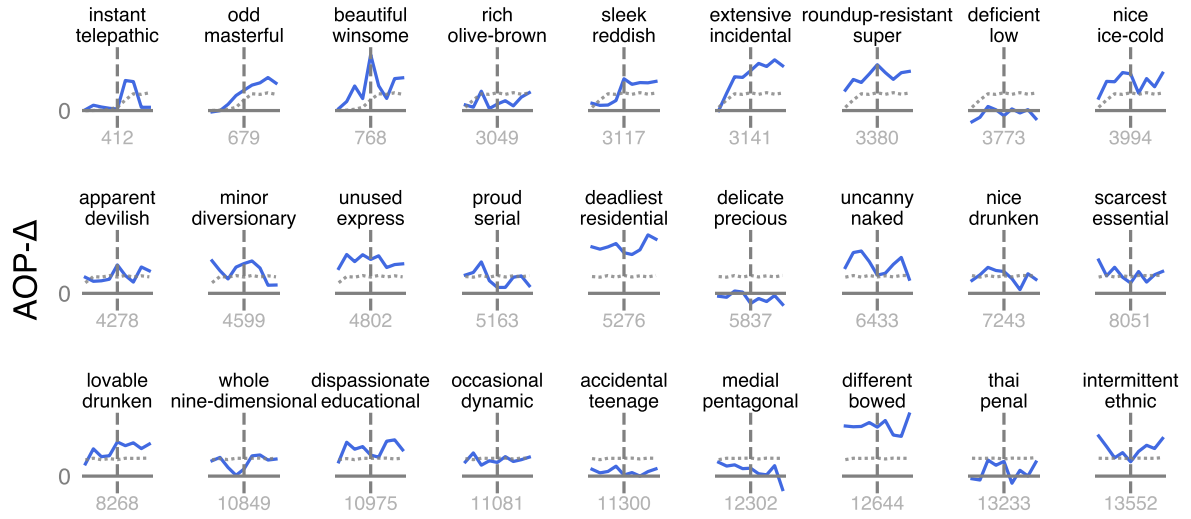 instant odd beautiful rich sleek extensive roundup-resistant deficient nice
telepathic masterful winsome olive-brown reddish incidental super low ice-cold
0
412 679 768 3049 3117 3141 3380 3773 3994
apparent minor unused proud deadliest delicate uncanny nice scarcest
devilish diversionary express serial residential precious naked drunken essential
AOP-Δ
0
4278 4599 4802 5163 5276 5837 6433 7243 8051
lovable whole dispassionate occasional accidental medial different thai intermittent
drunken nine-dimensional educational dynamic teenage pentagonal bowed penal ethnic
0
8268 10849 10975 11081 11300 12302 12644 13233 13552